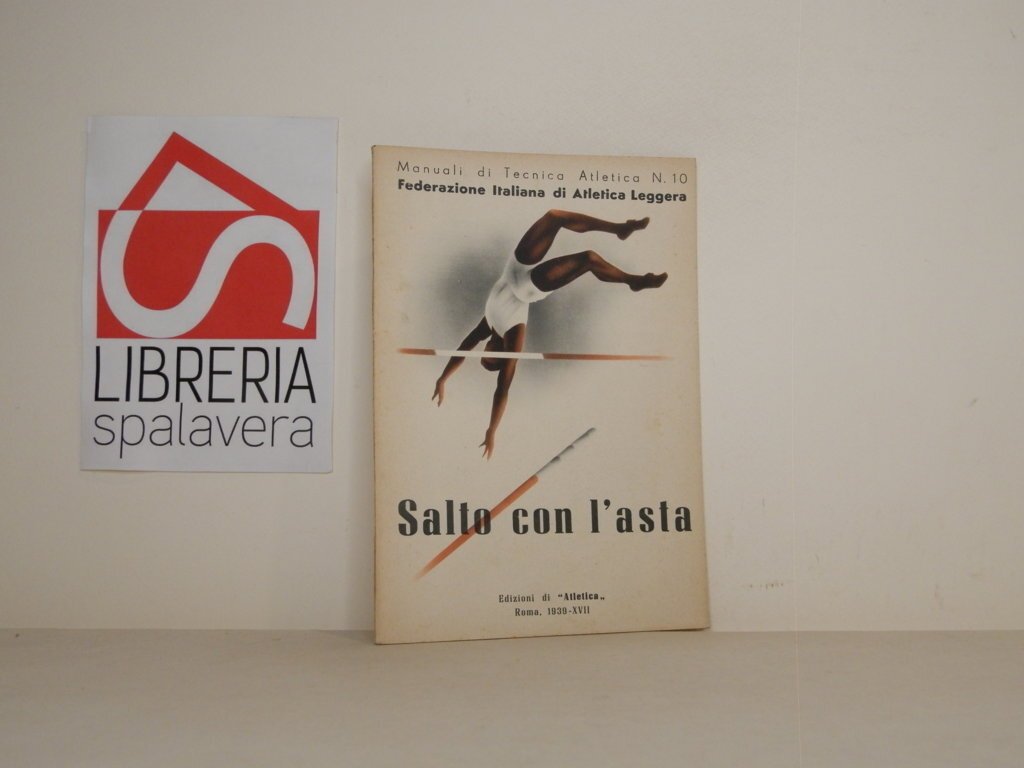 LIBRERIA
spalavera
Manuali di Tecnica Atletica N. 10
Federazione Italiana di Atletica Leggera
Salto con l'asta
Edizioni di "Atletica„
Roma, 1939-XVII